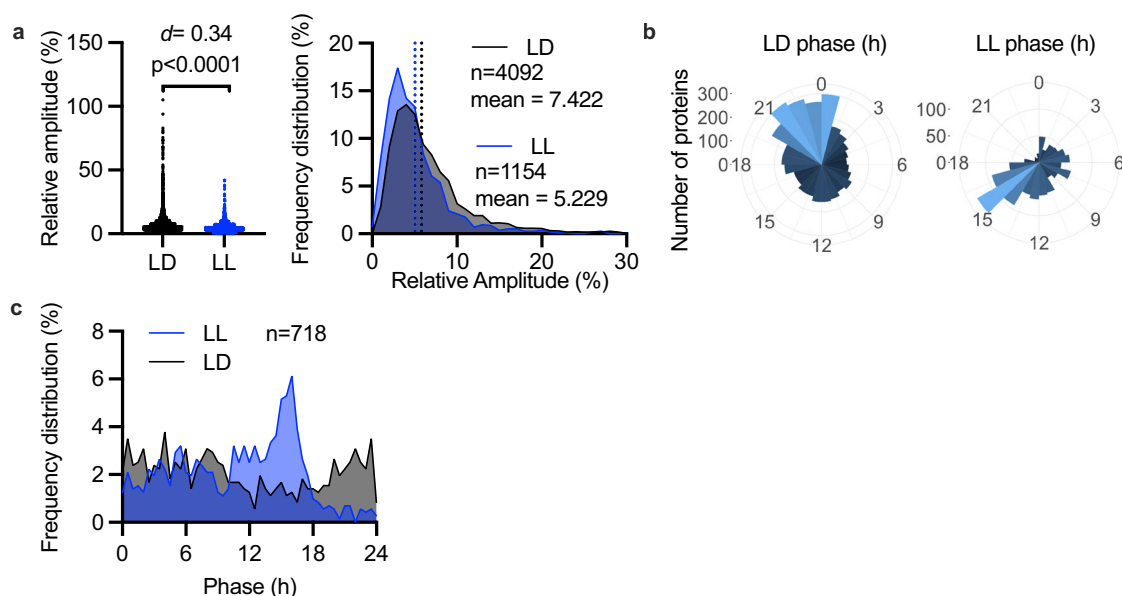 a
d= 0.34
p<0.0001
Relative amplitude (%)
150
100
50
0
LD
LL
Frequency distribution (%)
20
15
10
5
0
0
10
20
30
Relative Amplitude (%)
LD
n=4092
mean = 7.422
LL
n=1154
mean = 5.229
b
LD phase (h)
Number of proteins
300
200
100
0
0
3
6
9
12
15
18
21
LL phase (h)
100
50
0
0
3
6
9
12
15
18
21
c
Frequency distribution (%)
8
6
4
2
0
LL
n=718
LD
0
6
12
18
24
Phase (h)